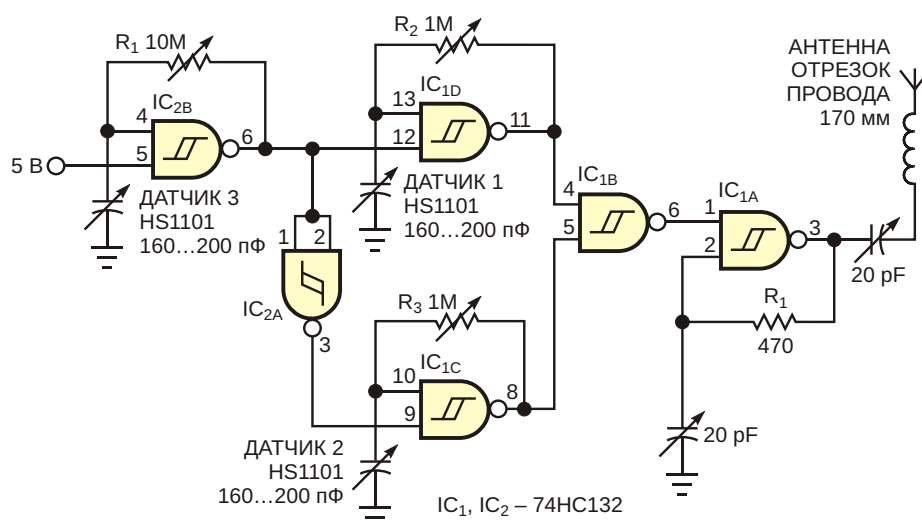 R1 10M
IC2B
4
5
6
5 В
ДАТЧИК 3
HS1101
160...200 пФ
R2 1M
IC1D
13
12
11
ДАТЧИК 1
HS1101
160...200 пФ
1
2
IC2A
3
R3 1M
IC1C
10
9
8
ДАТЧИК 2
HS1101
160...200 пФ
IC1B
4
5
6
IC1A
1
2
3
АНТЕННА
ОТРЕЗОК
ПРОВОДА
170 мм
20 pF
R1
470
20 pF
IC1, IC2 – 74HC132